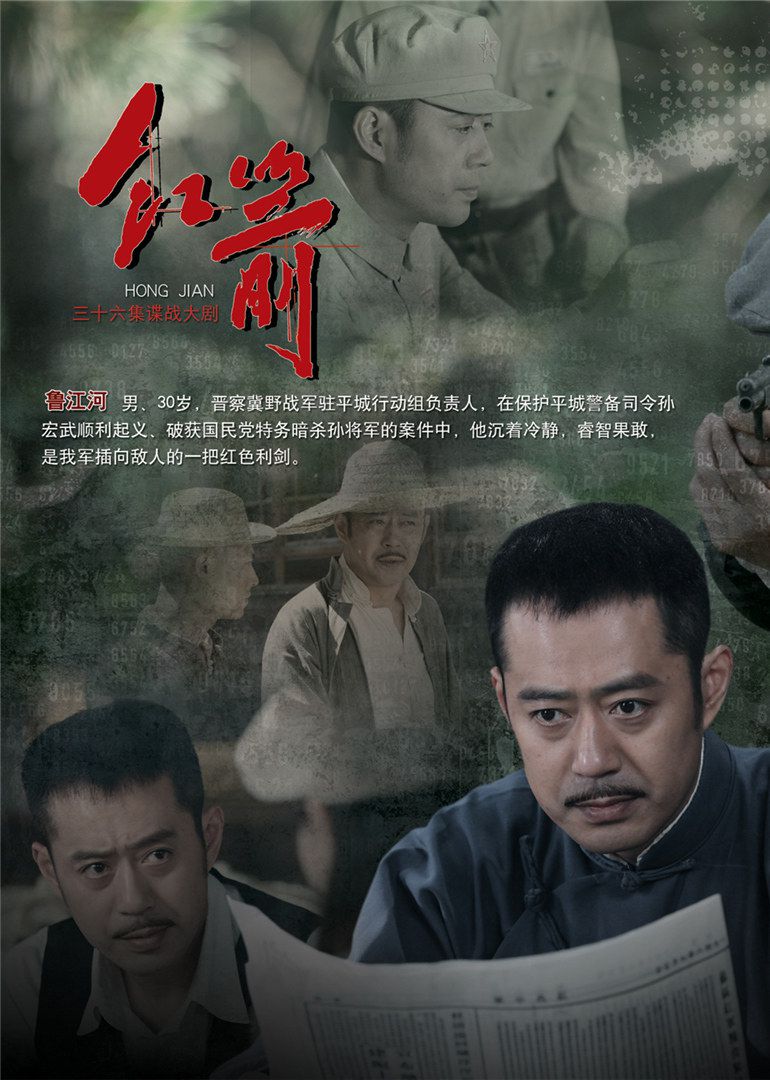 红箭
HONG JIAN
三十六集谍战大剧
鲁江河 男、30岁，晋察冀野战军驻平城行动组负责人，在保护平城警备司令孙
宏武顺利起义、破获国民党特务暗杀孙将军的案件中，他沉着冷静，睿智果敢，
是我军插向敌人的一把红色利剑。